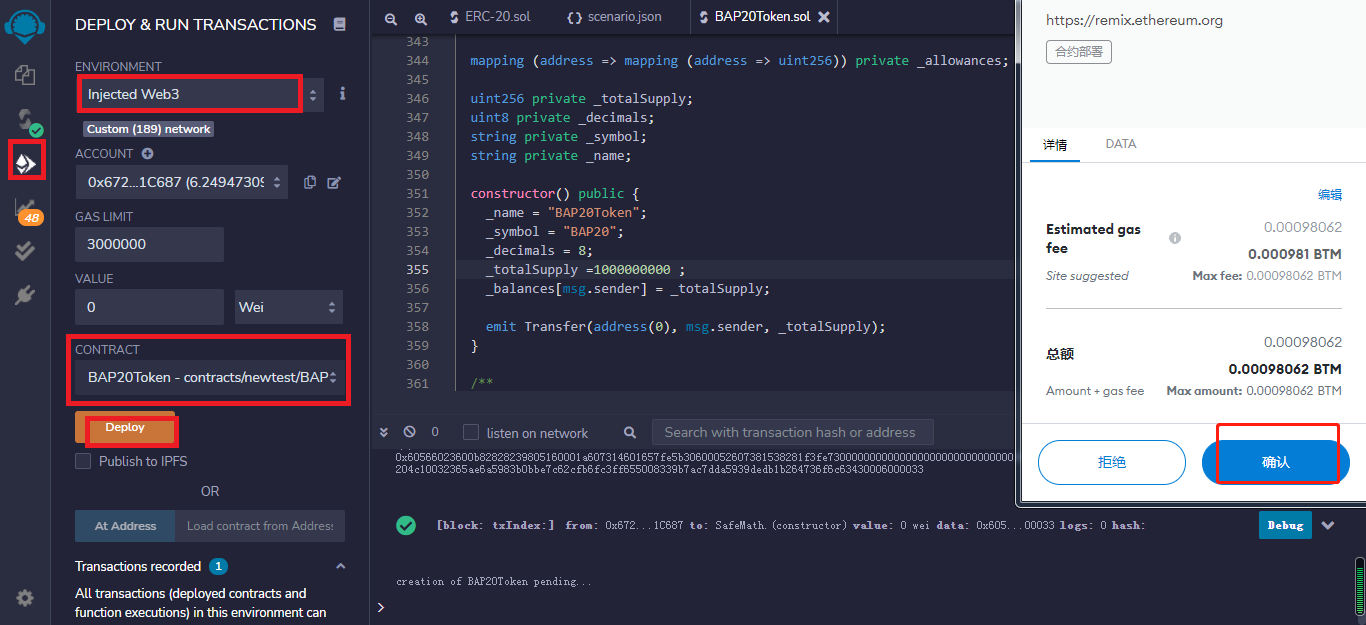 DEPLOY & RUN TRANSACTIONS
ENVIRONMENT
Injected Web3
Custom (189) network
ACCOUNT
0x672...1C687 (6.24947309
GAS LIMIT
3000000
VALUE
0
Wei
CONTRACT
BAP20Token - contracts/newtest/BAP
Deploy
Publish to IPFS
OR
At Address
Load contract from Address
Transactions recorded 1
All transactions (deployed contracts and
function executions) in this environment can
48
ERC-20.sol
scenario.json
BAP20Token.sol
343
344 mapping (address => mapping (address => uint256)) private _allowances;
345
346 uint256 private _totalSupply;
347 uint8 private _decimals;
348 string private _symbol;
349 string private _name;
350
351 constructor() public {
352 _name = "BAP20Token";
353 _symbol = "BAP20";
354 _decimals = 8;
355 _totalSupply =1000000000 ;
356 _balances[msg.sender] = _totalSupply;
357
358 emit Transfer(address(0), msg.sender, _totalSupply);
359 }
360
361 /**
0
listen on network
Search with transaction hash or address
[block: txIndex:] from: 0x672...1C687 to: SafeMath.(constructor) value: 0 wei data: 0x605...00033 logs: 0 hash:
Debug
creation of BAP20Token pending...
>
https://remix.ethereum.org
合约部署
详情
DATA
编辑
Estimated gas
fee
0.00098062
0.000981 BTM
Site suggested
Max fee: 0.00098062 BTM
总额
0.00098062
0.00098062 BTM
Amount + gas fee
Max amount: 0.00098062 BTM
拒绝
确认